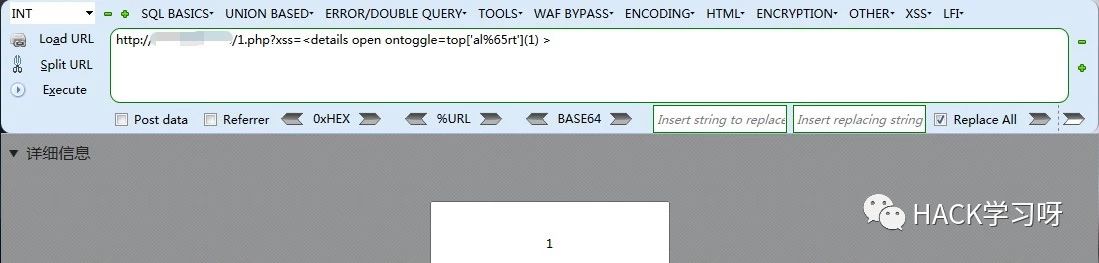 INT SQL BASICS UNION BASED ERROR/DOUBLE QUERY TOOLS WAF BYPASS ENCODING HTML ENCRYPTION OTHER XSS LFI
Load URL
http:// /1.php?xss=<details open ontoggle=top['al%65rt'](1) >
Split URL
Execute
Post data Referrer 0xHEX %URL BASE64 Insert string to replace Insert replacing string Replace All
详细信息
HACK学习呀
1